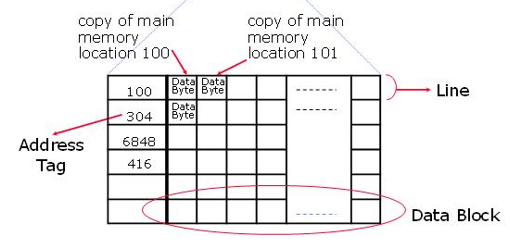 copy of main
memory
location 100
copy of main
memory
location 101
100
Data
Byte
Data
Byte
Line
304
Data
Byte
Address
Tag
6848
416
Data Block